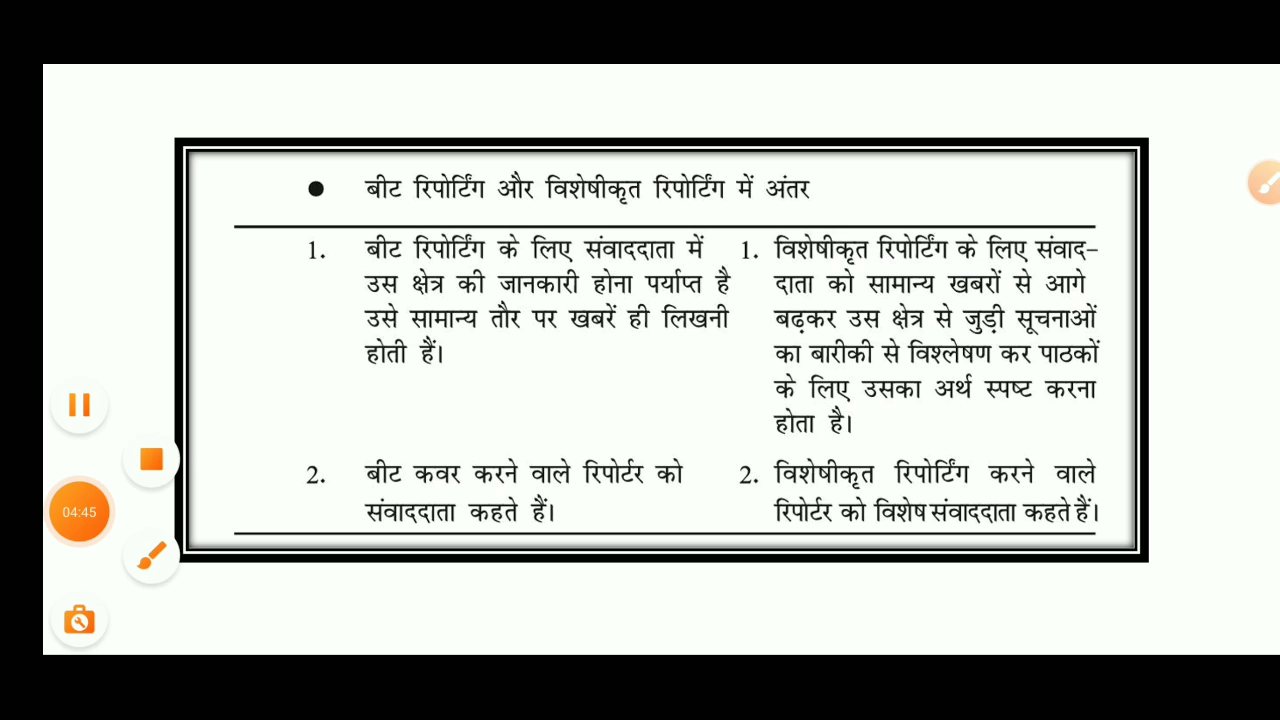 ● बीट रिपोर्टिंग और विशेषीकृत रिपोर्टिंग में अंतर
1. बीट रिपोर्टिंग के लिए संवाददाता में
उस क्षेत्र की जानकारी होना पर्याप्त है
उसे सामान्य तौर पर खबरें ही लिखनी
होती हैं।
1. विशेषीकृत रिपोर्टिंग के लिए संवाद-
दाता को सामान्य खबरों से आगे
बढ़कर उस क्षेत्र से जुड़ी सूचनाओं
का बारीकी से विश्लेषण कर पाठकों
के लिए उसका अर्थ स्पष्ट करना
होता है।
2. बीट कवर करने वाले रिपोर्टर को
संवाददाता कहते हैं।
2. विशेषीकृत रिपोर्टिंग करने वाले
रिपोर्टर को विशेष संवाददाता कहते हैं।
04:45